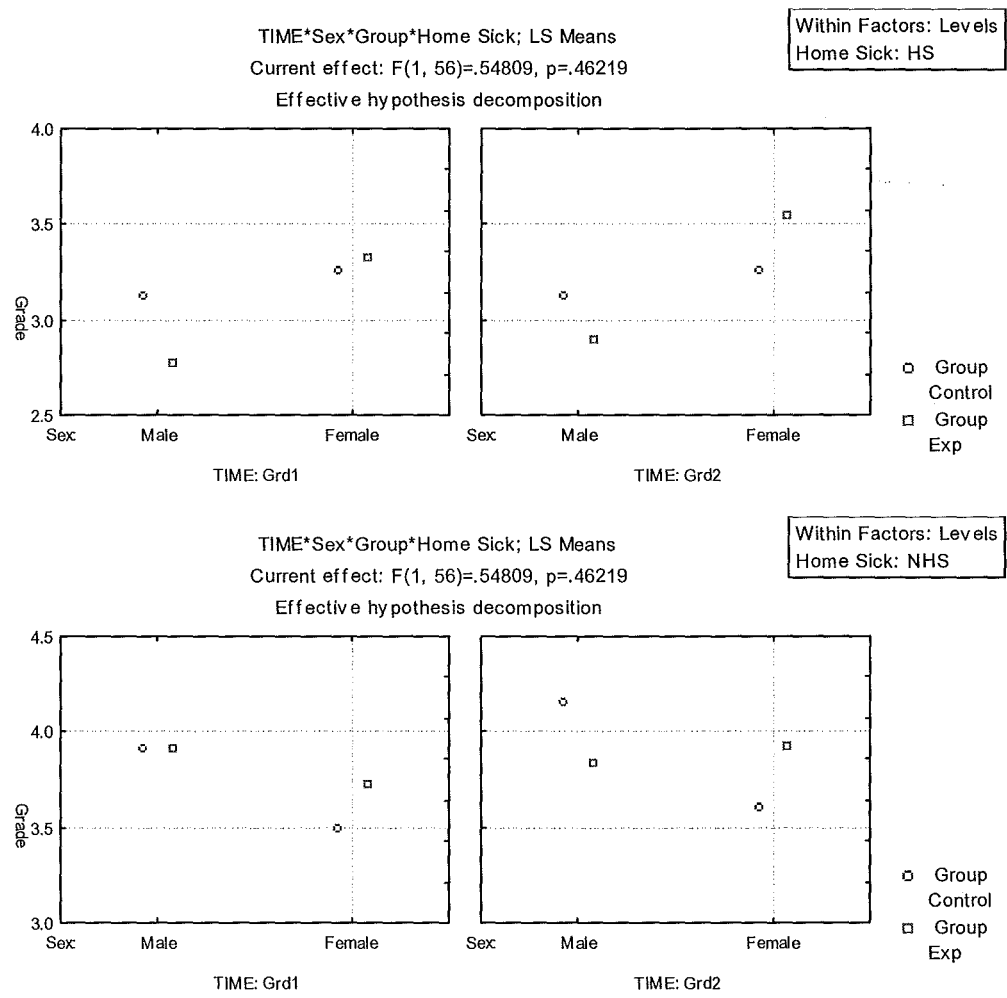 TIME*Sex*Group*Home Sick; LS Means
Current effect: F(1, 56)=.54809, p=.46219
Effective hypothesis decomposition
Within Factors: Levels
Home Sick: HS
4.0
3.5
3.0
2.5
Grade
Sex: Male Female
TIME: Grd1
Sex: Male Female
TIME: Grd2
Group
Control
Group
Exp
TIME*Sex*Group*Home Sick; LS Means
Current effect: F(1, 56)=.54809, p=.46219
Effective hypothesis decomposition
Within Factors: Levels
Home Sick: NHS
4.5
4.0
3.5
3.0
Grade
Sex: Male Female
TIME: Grd1
Sex: Male Female
TIME: Grd2
Group
Control
Group
Exp